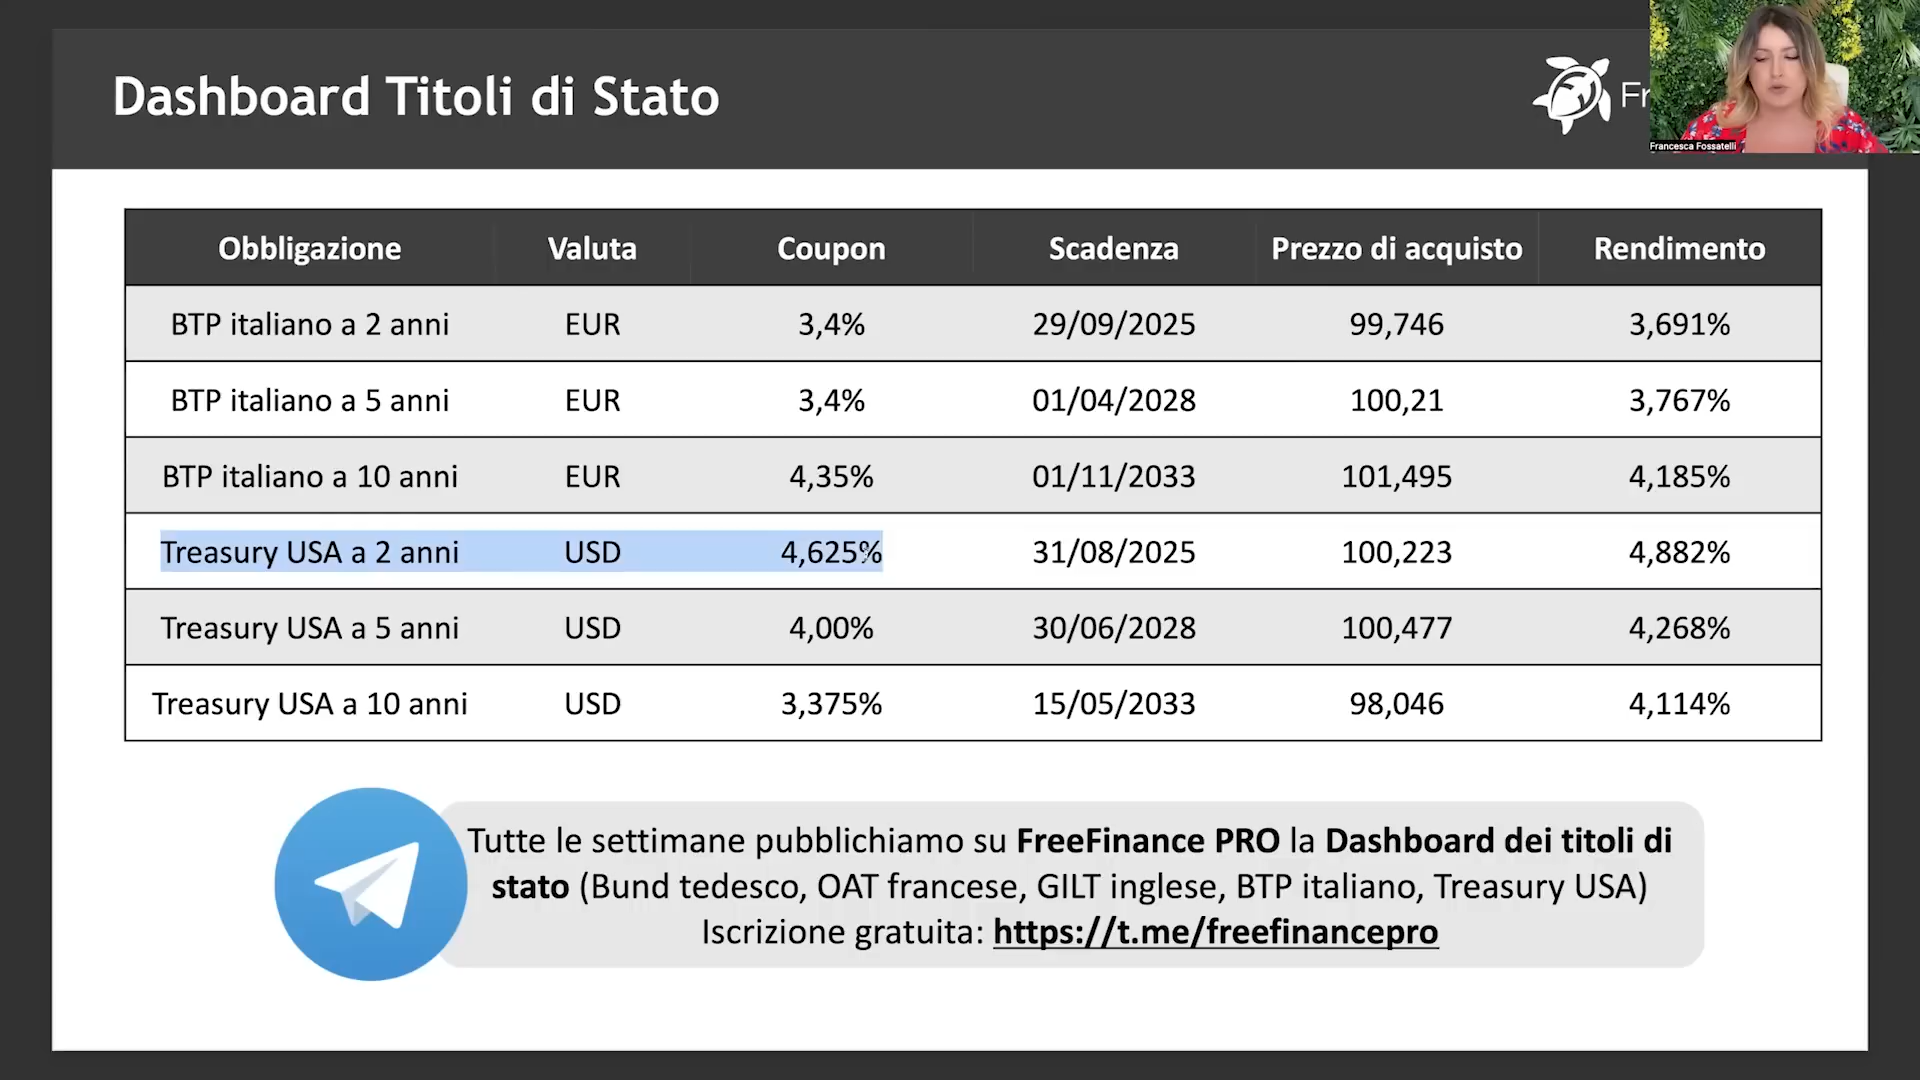 Dashboard Titoli di Stato
Fr
Francesca Fossatelli
Obbligazione Valuta Coupon Scadenza Prezzo di acquisto Rendimento
BTP italiano a 2 anni EUR 3,4% 29/09/2025 99,746 3,691%
BTP italiano a 5 anni EUR 3,4% 01/04/2028 100,21 3,767%
BTP italiano a 10 anni EUR 4,35% 01/11/2033 101,495 4,185%
Treasury USA a 2 anni USD 4,625% 31/08/2025 100,223 4,882%
Treasury USA a 5 anni USD 4,00% 30/06/2028 100,477 4,268%
Treasury USA a 10 anni USD 3,375% 15/05/2033 98,046 4,114%
Tutte le settimane pubblichiamo su FreeFinance PRO la Dashboard dei titoli di
stato (Bund tedesco, OAT francese, GILT inglese, BTP italiano, Treasury USA)
Iscrizione gratuita: https://t.me/freefinancepro